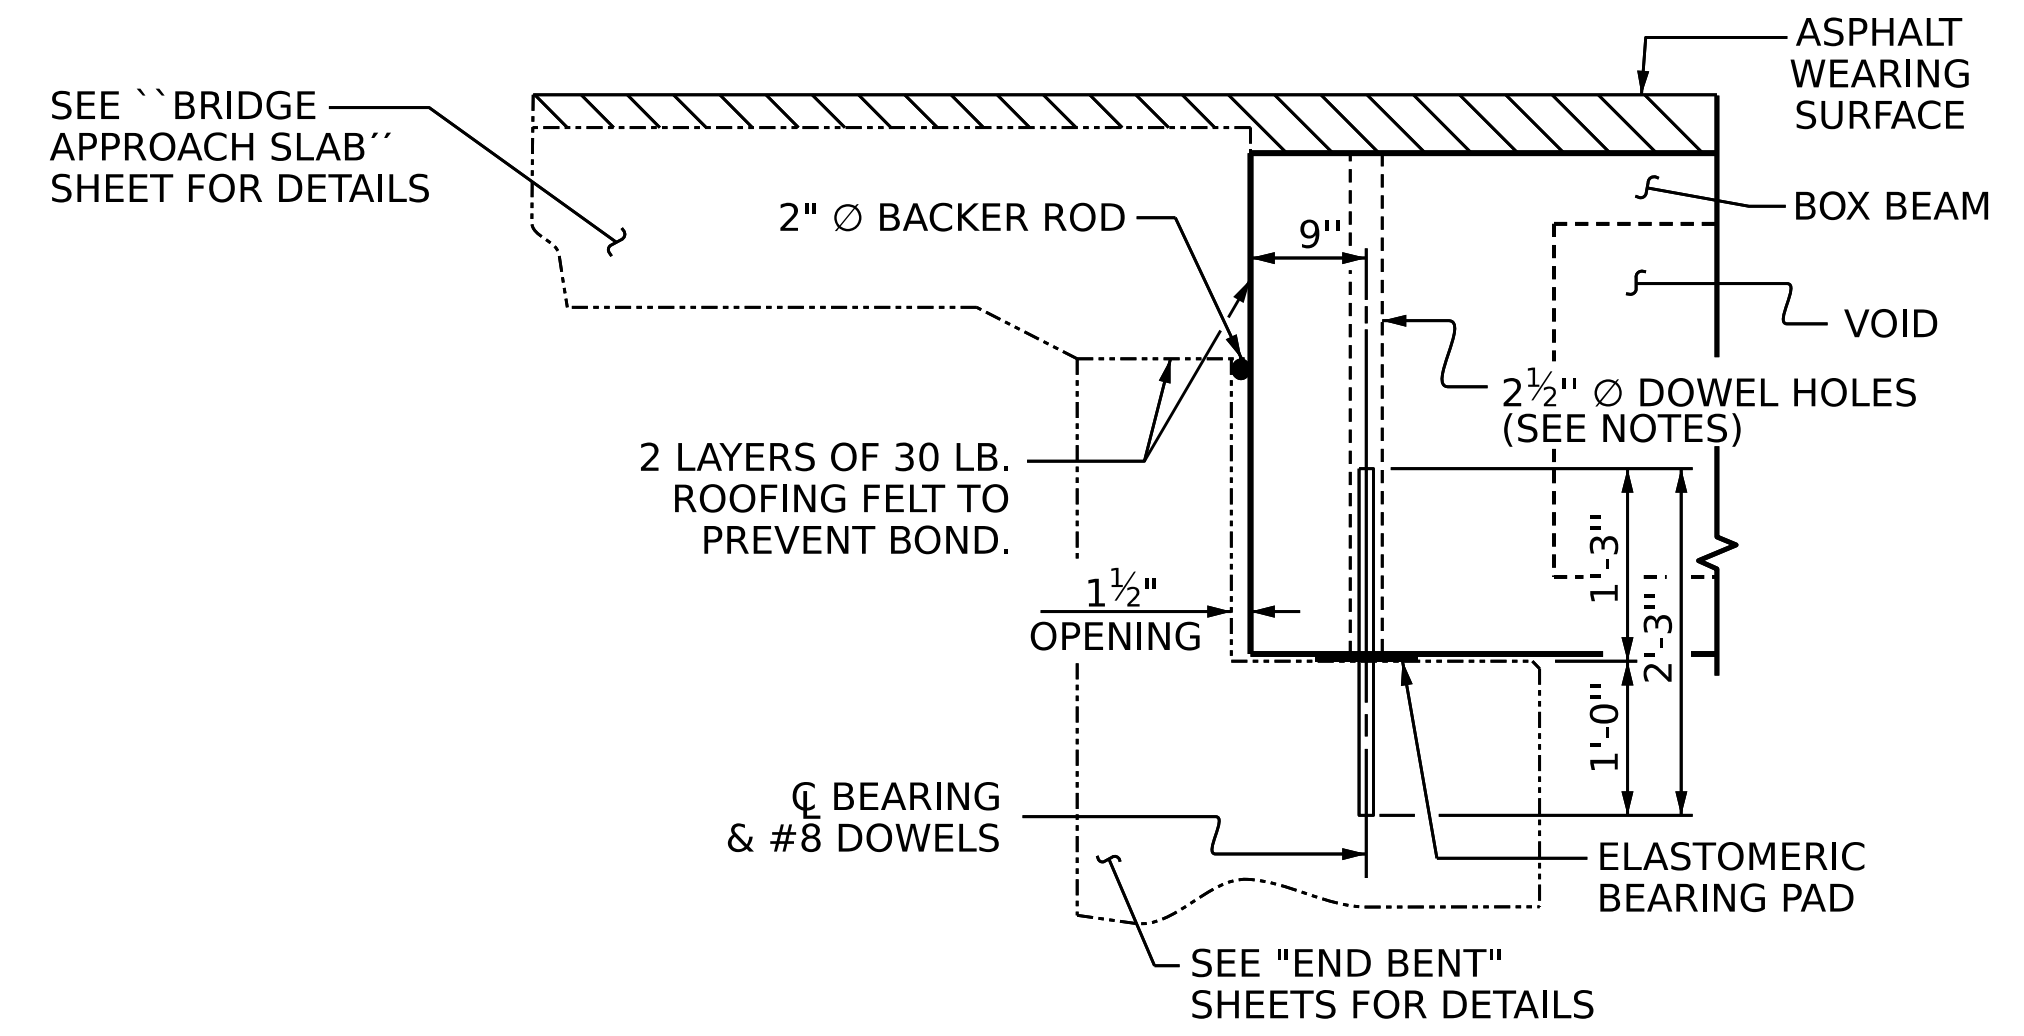 ASPHALT
WEARING
SURFACE
SEE ``BRIDGE
APPROACH SLAB´´
SHEET FOR DETAILS
2" ∅ BACKER ROD
BOX BEAM
9''
VOID
2½'' ∅ DOWEL HOLES
(SEE NOTES)
2 LAYERS OF 30 LB.
ROOFING FELT TO
PREVENT BOND.
1'-3"
1½"
OPENING
2'-3"
1'-0"
℄ BEARING
& #8 DOWELS
ELASTOMERIC
BEARING PAD
SEE "END BENT"
SHEETS FOR DETAILS